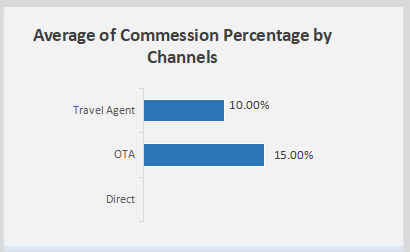 Average of Commession Percentage by
Channels
Travel Agent 10.00%
OTA 15.00%
Direct